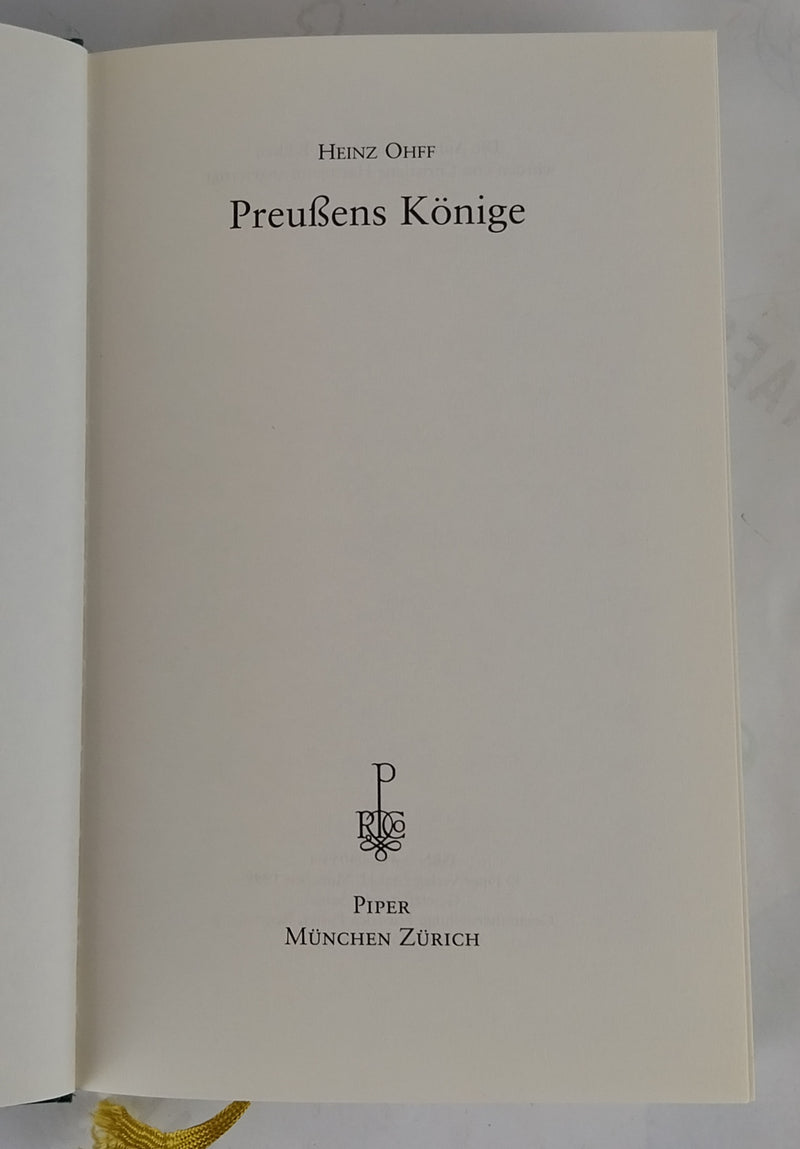 HEINZ OHFF
Preußens Könige
PIPER
MÜNCHEN ZÜRICH